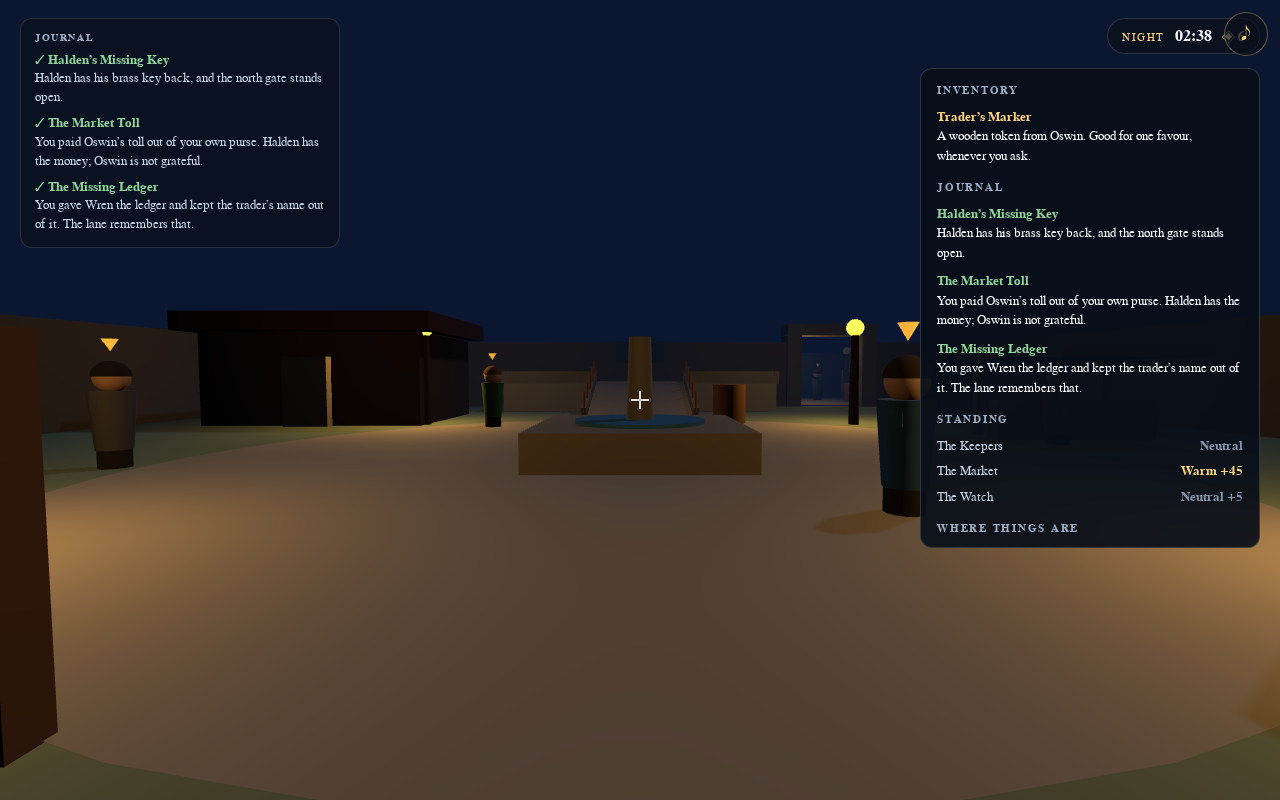 JOURNAL
✓ Halden's Missing Key
Halden has his brass key back, and the north gate stands
open.
✓ The Market Toll
You paid Oswin's toll out of your own purse. Halden has
the money; Oswin is not grateful.
✓ The Missing Ledger
You gave Wren the ledger and kept the trader's name out
of it. The lane remembers that.
NIGHT 02:38
INVENTORY
Trader's Marker
A wooden token from Oswin. Good for one favour,
whenever you ask.
JOURNAL
Halden's Missing Key
Halden has his brass key back, and the north gate stands
open.
The Market Toll
You paid Oswin's toll out of your own purse. Halden has the
money; Oswin is not grateful.
The Missing Ledger
You gave Wren the ledger and kept the trader's name out of
it. The lane remembers that.
STANDING
The Keepers Neutral
The Market Warm +45
The Watch Neutral +5
WHERE THINGS ARE